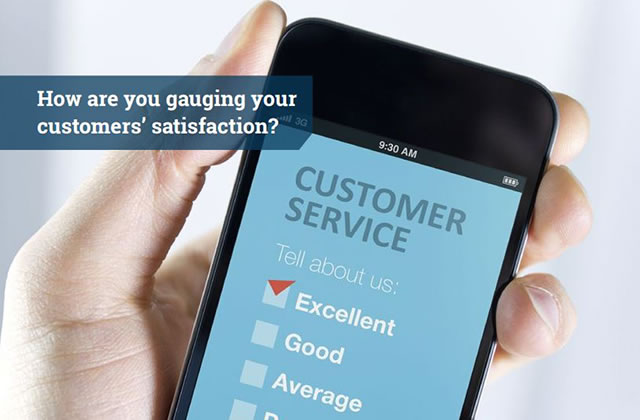 How are you gauging your
customers' satisfaction?
3G
9:30 AM
CUSTOMER
SERVICE
Tell about us:
Excellent
Good
Average